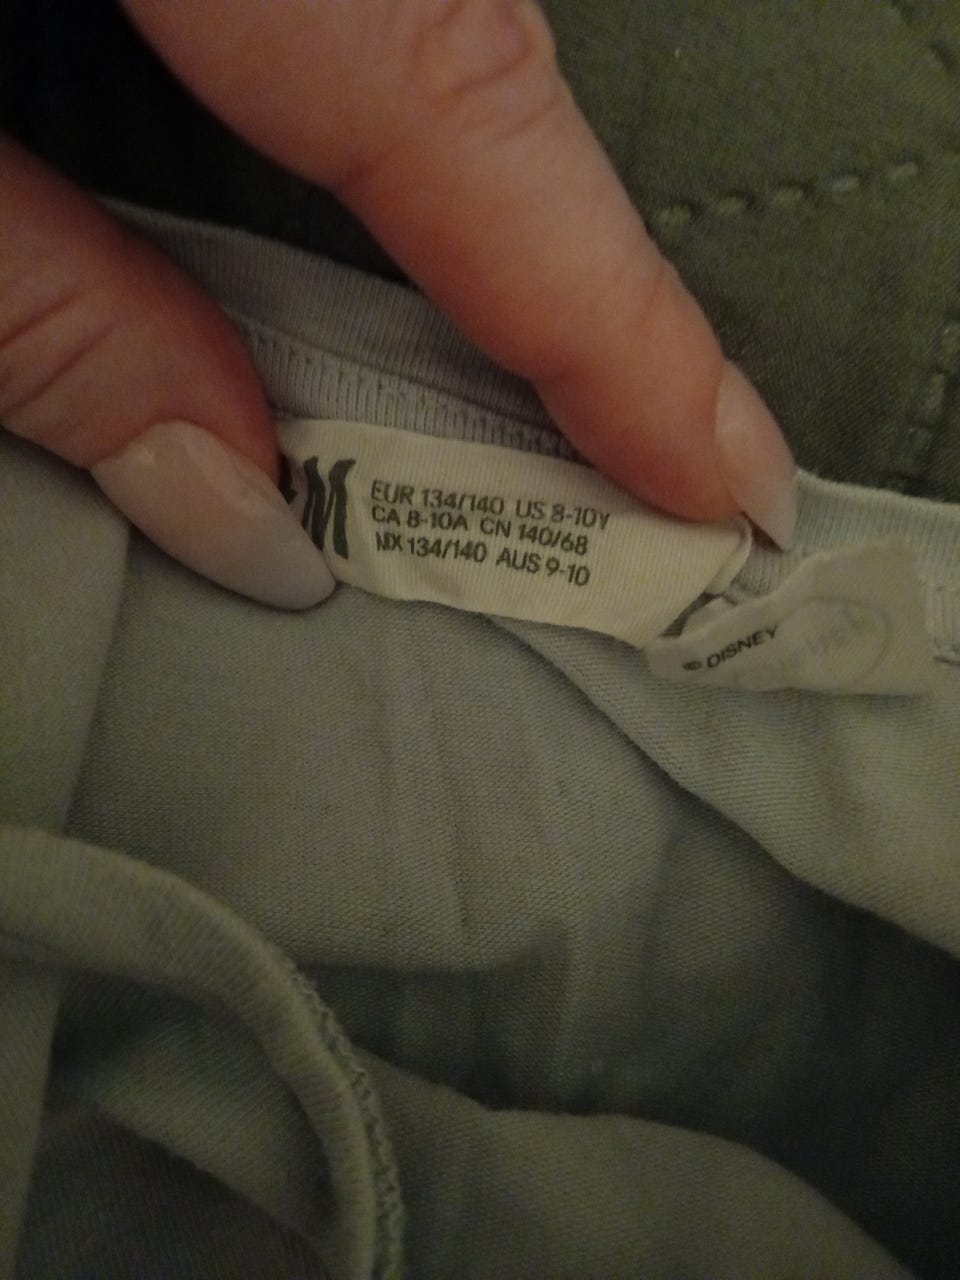 M
EUR 134/140 US 8-10Y
CA 8-10A CN 140/68
MX 134/140 AUS 9-10
© DISNEY